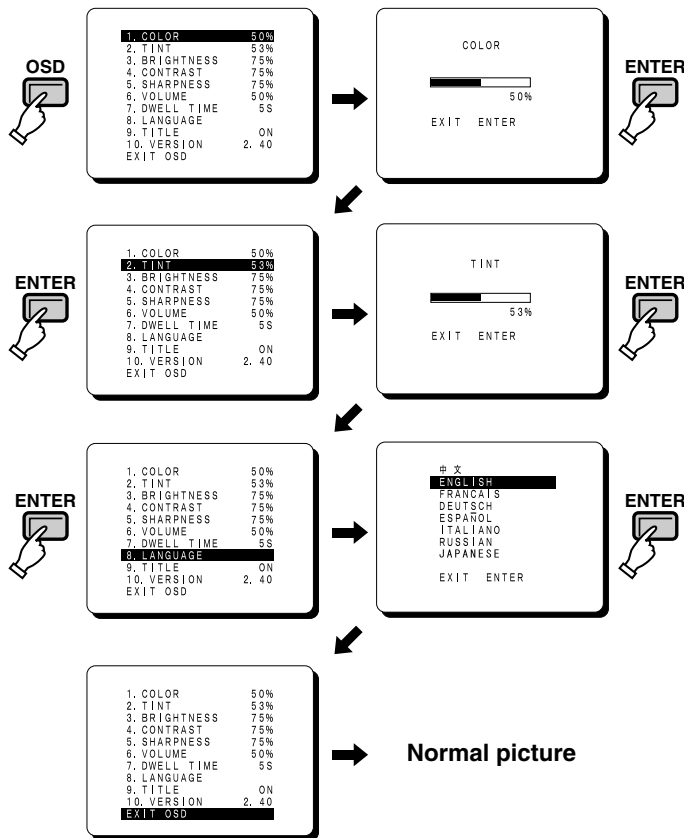 OSD
1. COLOR 50%
2. TINT 53%
3. BRIGHTNESS 75%
4. CONTRAST 75%
5. SHARPNESS 75%
6. VOLUME 50%
7. DWELL TIME 5S
8. LANGUAGE
9. TITLE ON
10. VERSION 2. 40
EXIT OSD
COLOR
50%
EXIT ENTER
ENTER
ENTER
1. COLOR 50%
2. TINT 53%
3. BRIGHTNESS 75%
4. CONTRAST 75%
5. SHARPNESS 75%
6. VOLUME 50%
7. DWELL TIME 5S
8. LANGUAGE
9. TITLE ON
10. VERSION 2. 40
EXIT OSD
TINT
53%
EXIT ENTER
ENTER
ENTER
1. COLOR 50%
2. TINT 53%
3. BRIGHTNESS 75%
4. CONTRAST 75%
5. SHARPNESS 75%
6. VOLUME 50%
7. DWELL TIME 5S
8. LANGUAGE
9. TITLE ON
10. VERSION 2. 40
EXIT OSD
中文
ENGLISH
FRANCAIS
DEUTSCH
ESPAÑOL
ITALIANO
RUSSIAN
JAPANESE
EXIT ENTER
ENTER
1. COLOR 50%
2. TINT 53%
3. BRIGHTNESS 75%
4. CONTRAST 75%
5. SHARPNESS 75%
6. VOLUME 50%
7. DWELL TIME 5S
8. LANGUAGE
9. TITLE ON
10. VERSION 2. 40
EXIT OSD
Normal picture